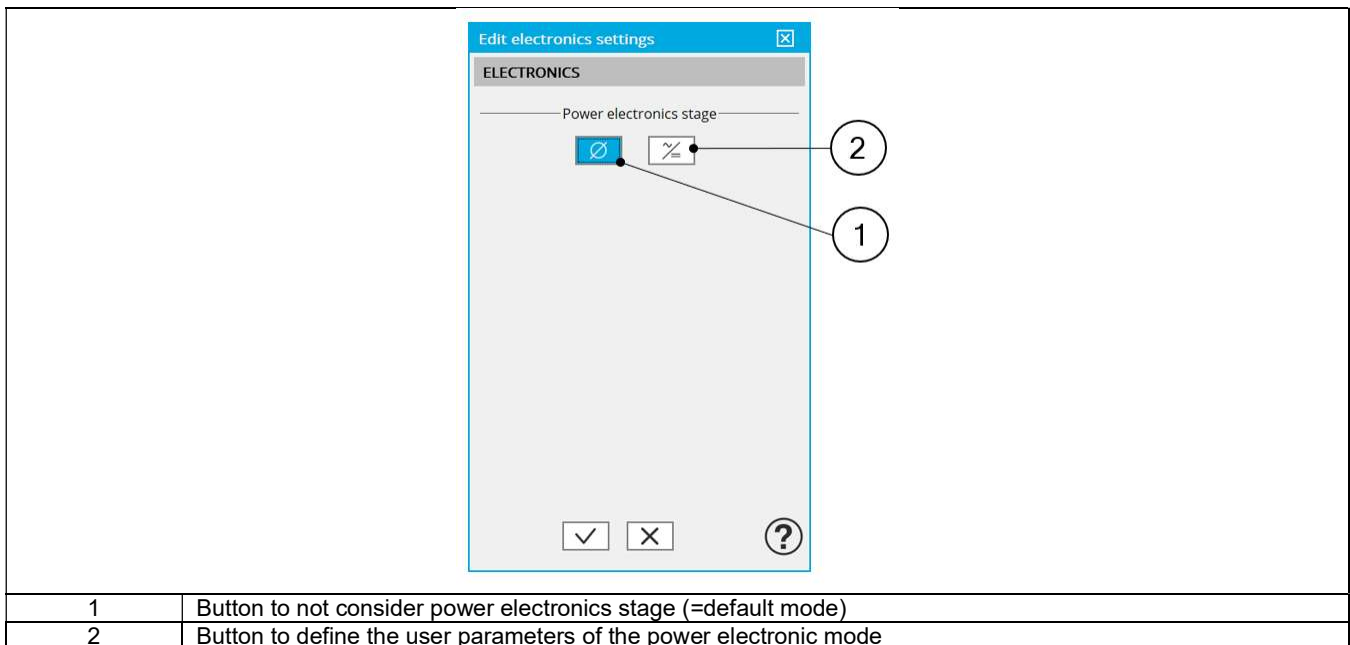 Edit electronics settings
ELECTRONICS
Power electronics stage
2
1
1 Button to not consider power electronics stage (=default mode)
2 Button to define the user parameters of the power electronic mode